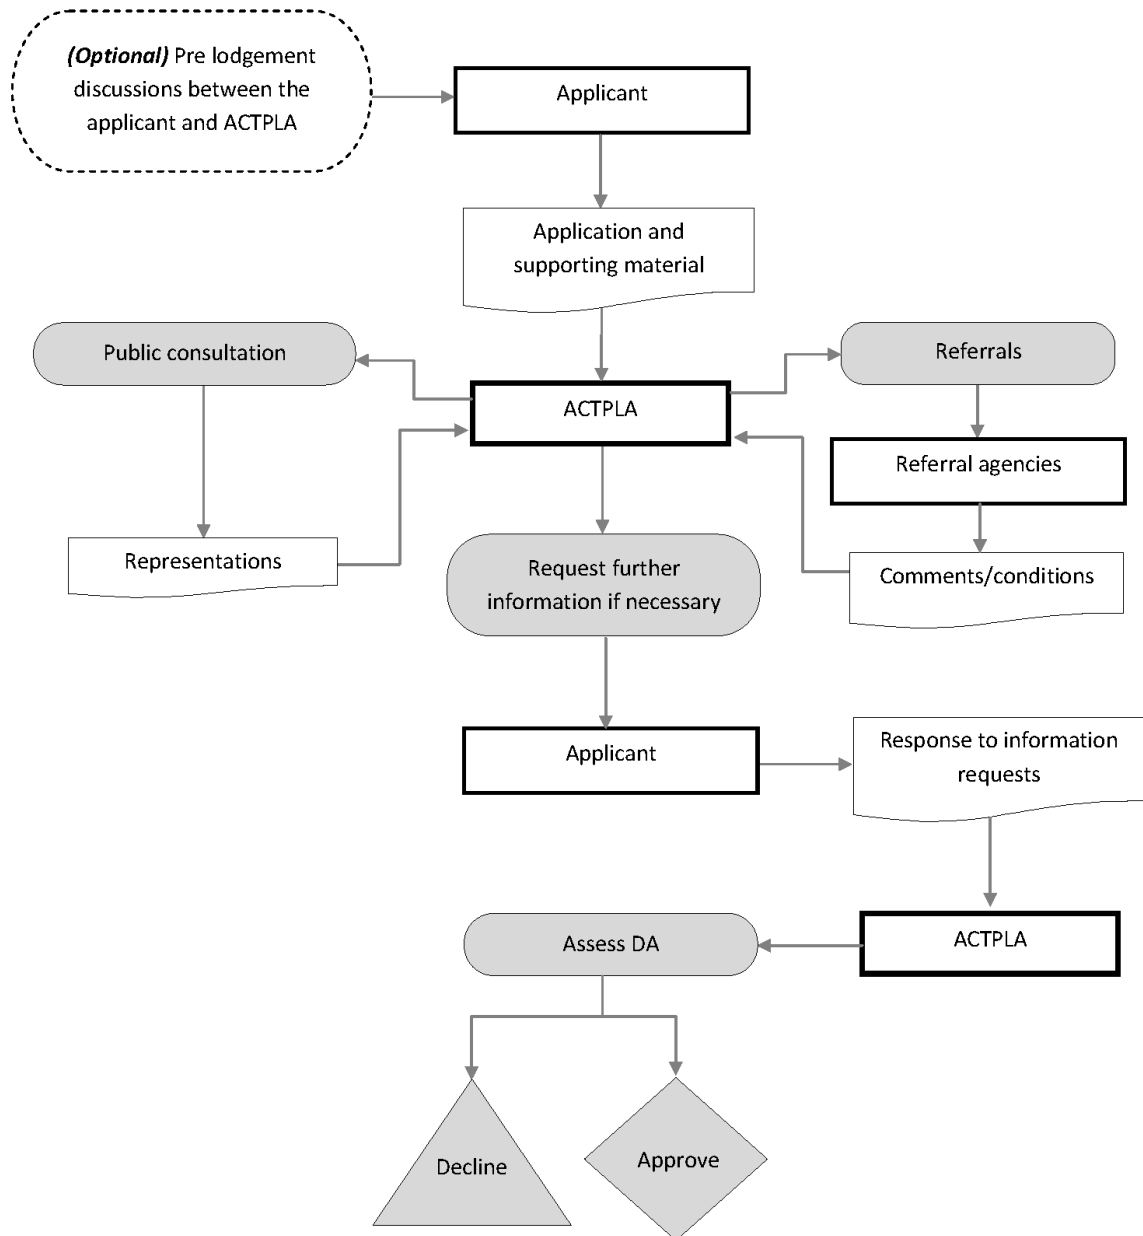 (Optional) Pre lodgement
discussions between the
applicant and ACTPLA
Applicant
Application and
supporting material
Public consultation
Referrals
ACTPLA
Referral agencies
Representations
Request further
information if necessary
Comments/conditions
Applicant
Response to information
requests
Assess DA
ACTPLA
Decline
Approve